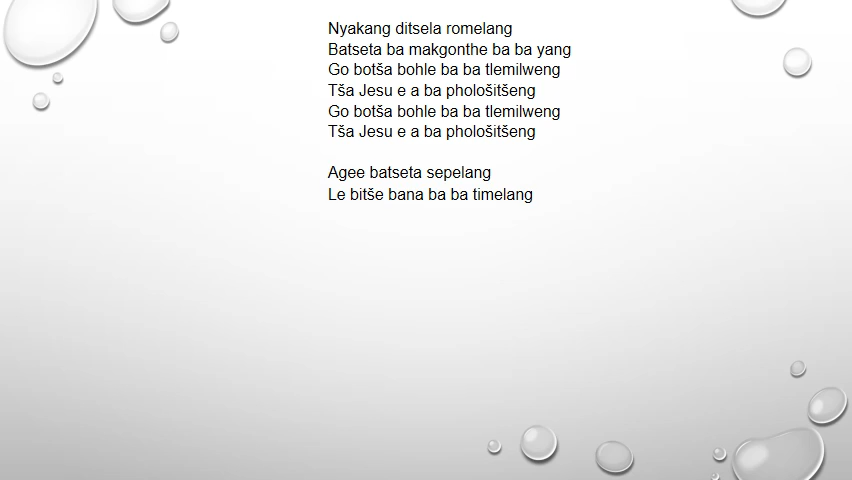 Nyakang ditsela romelang
Batseta ba makgonthe ba ba yang
Go botša bohle ba ba tlemilweng
Tša Jesu e a ba phološitšeng
Go botša bohle ba ba tlemilweng
Tša Jesu e a ba phološitšeng
Agee batseta sepelang
Le bitše bana ba ba timelang